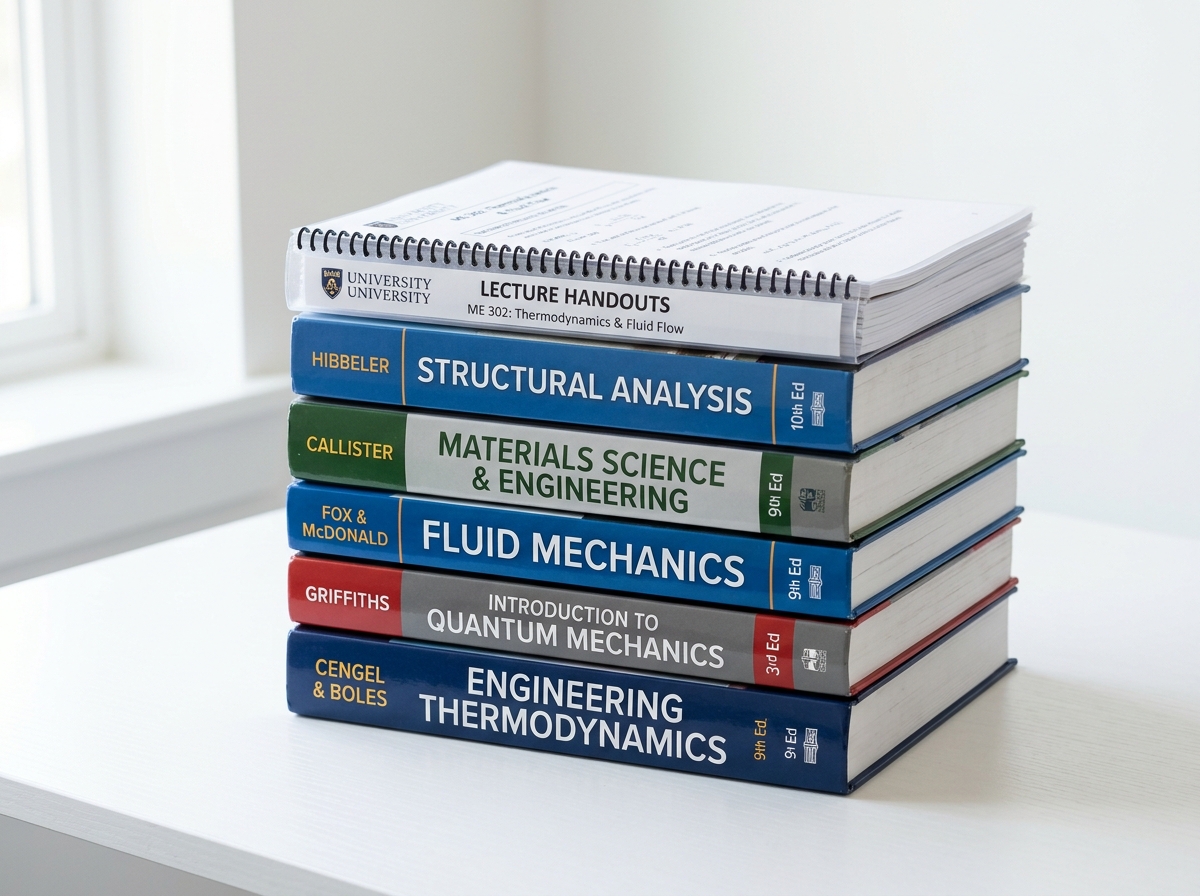 UNIVERSITY
UNIVERSITY
LECTURE HANDOUTS
ME 302: Thermodynamics & Fluid Flow
HIBBELER
STRUCTURAL ANALYSIS
10th Ed
CALLISTER
MATERIALS SCIENCE
& ENGINEERING
9th Ed
FOX &
McDONALD
FLUID MECHANICS
9th Ed
GRIFFITHS
INTRODUCTION TO
QUANTUM MECHANICS
3rd Ed
CENGEL
& BOLES
ENGINEERING
THERMODYNAMICS
9th Ed.
9t Ed